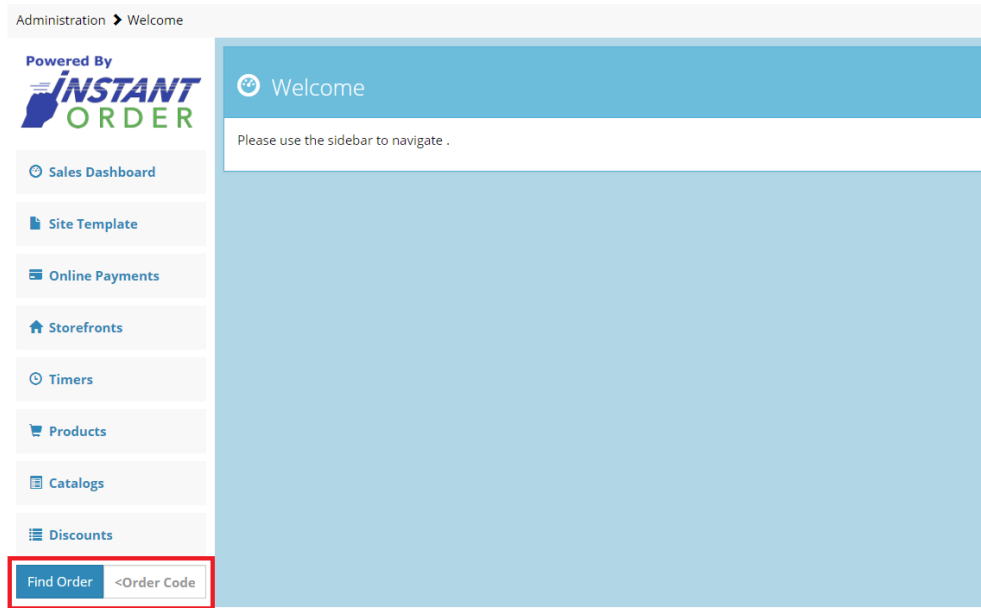 Administration > Welcome
Powered By
INSTANT
ORDER
Welcome
Please use the sidebar to navigate .
Sales Dashboard
Site Template
Online Payments
Storefronts
Timers
Products
Catalogs
Discounts
Find Order <Order Code